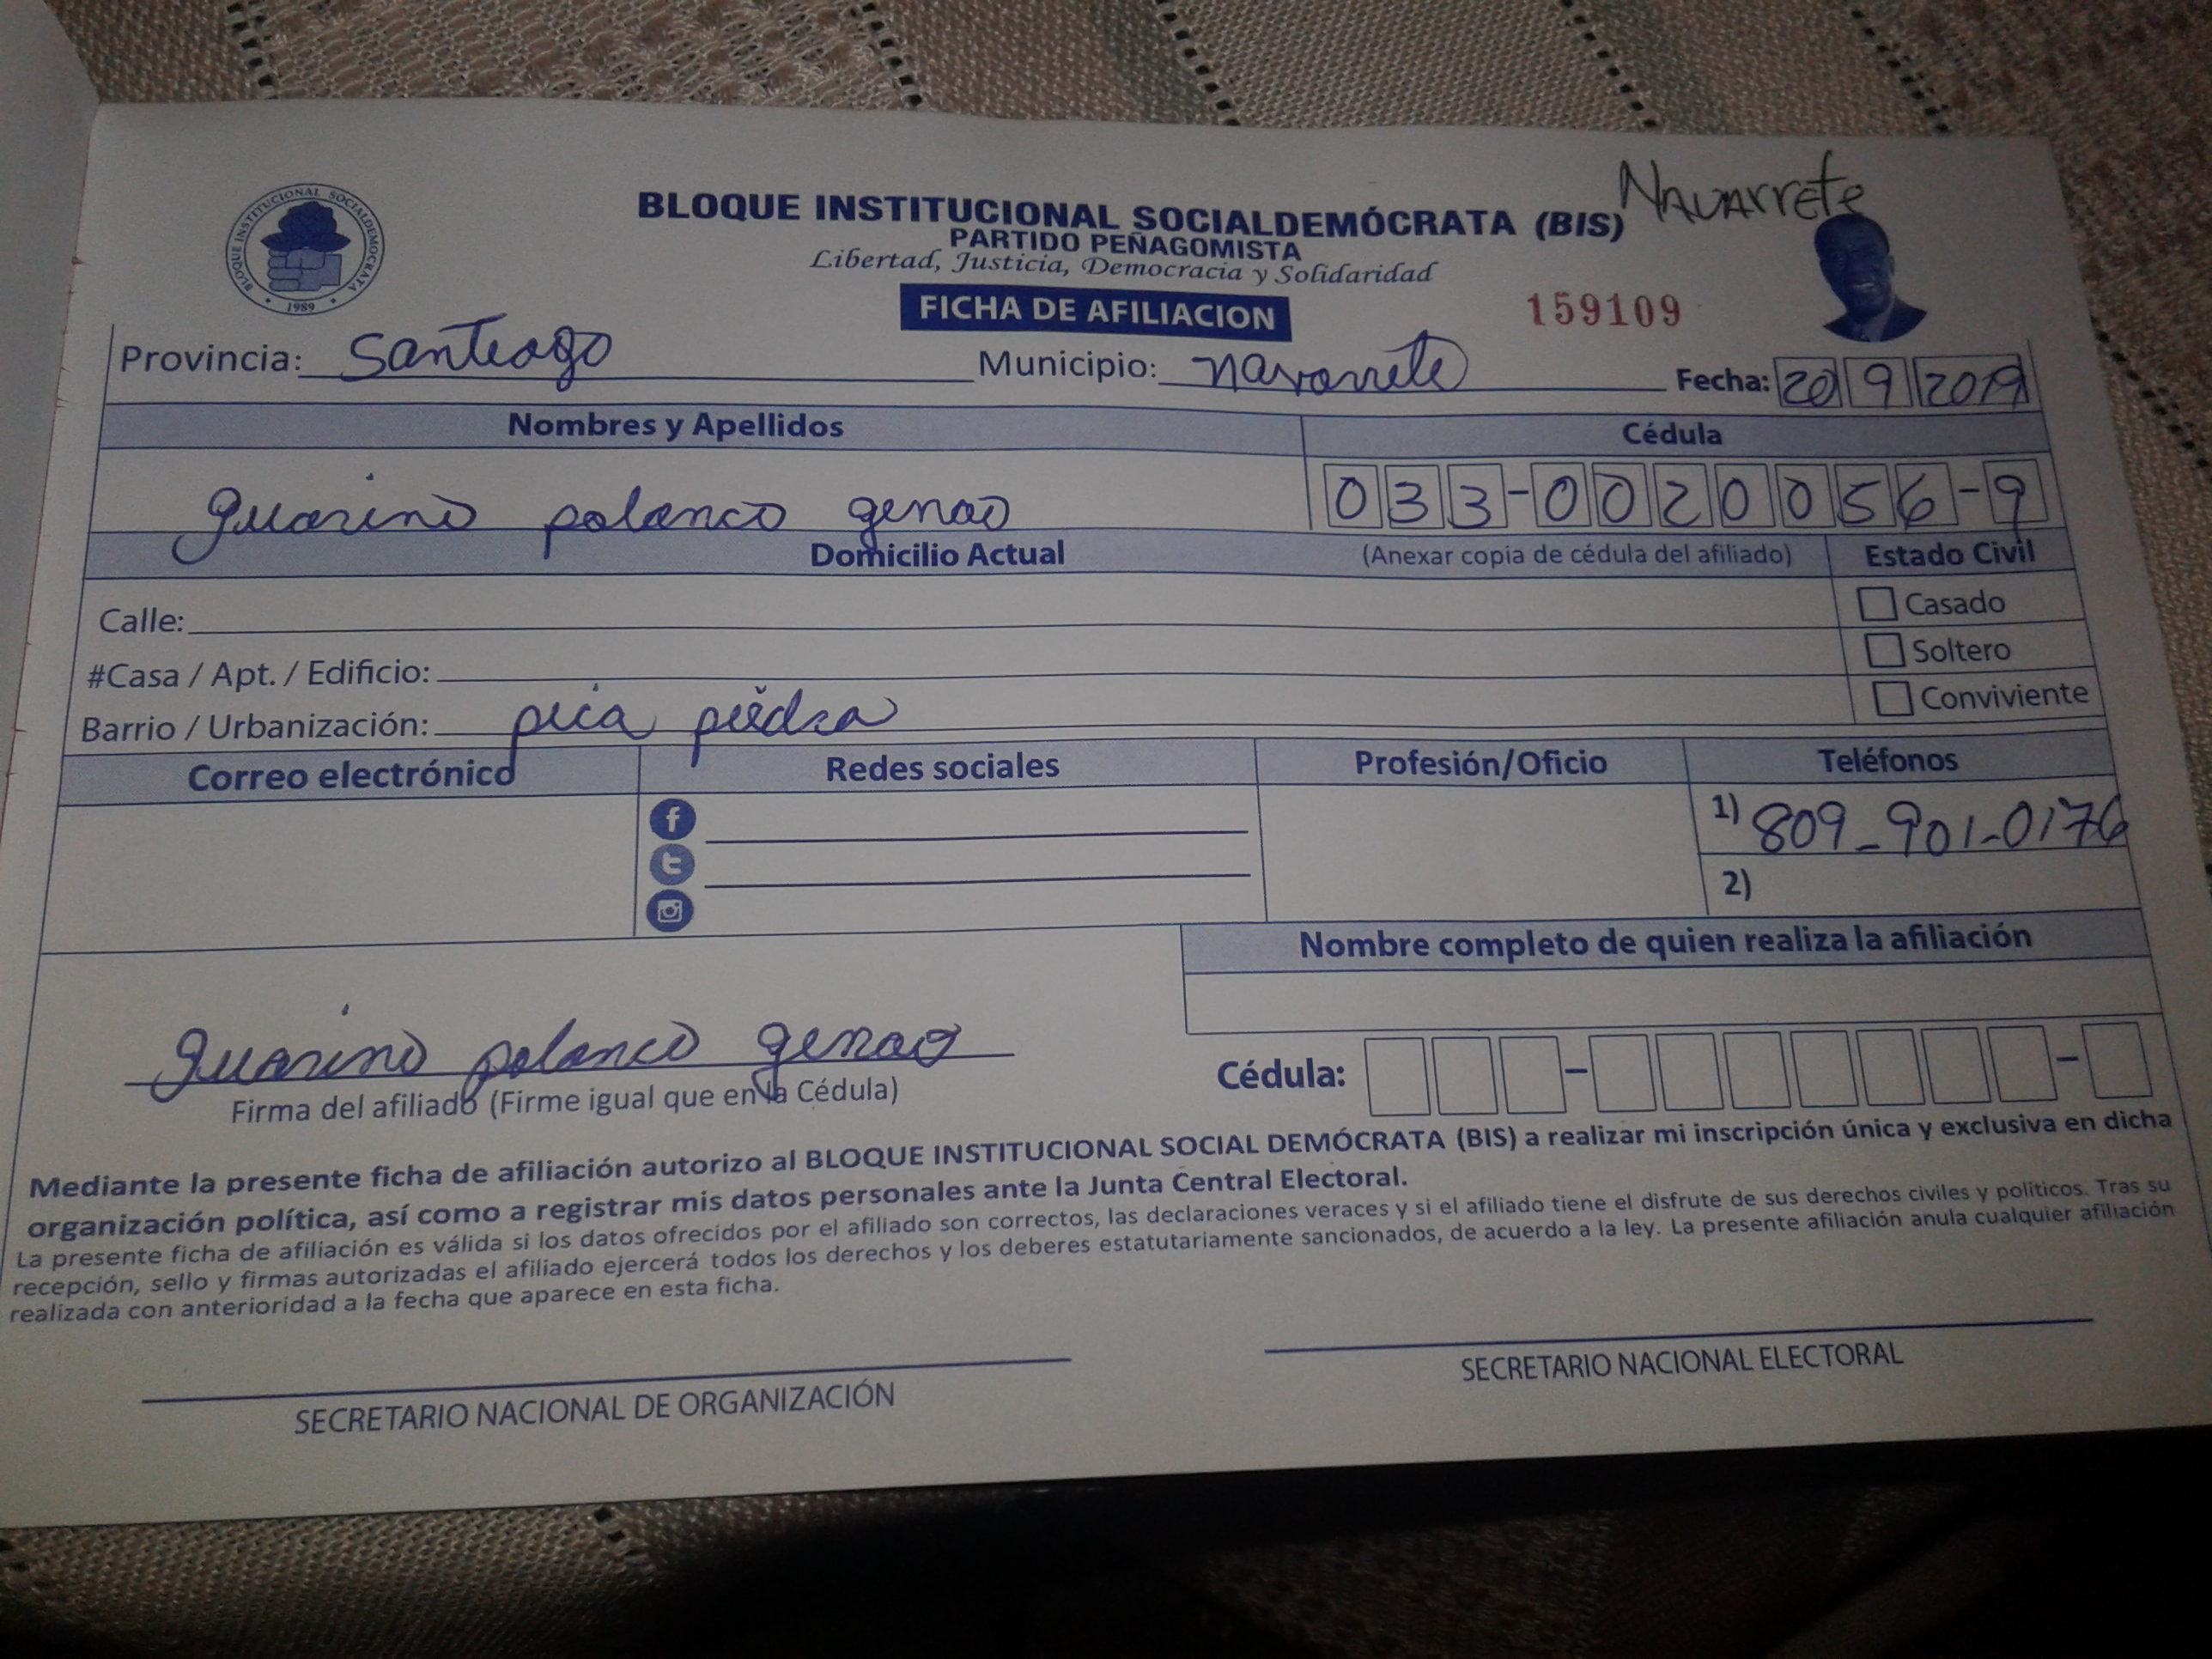 Navarrete
BLOQUE INSTITUCIONAL SOCIALDEMÓCRATA (BIS)
PARTIDO PEÑAGOMISTA
Libertad, Justicia, Democracia y Solidaridad
BLOQUE INSTITUCIONAL SOCIALDEMOCRATA
1989
FICHA DE AFILIACION
159109
Provincia: Santiago Municipio: navarrete Fecha: 20 9 2019
Nombres y Apellidos Cédula
guarino polanco genao 033-0020056-9
Domicilio Actual (Anexar copia de cédula del afiliado) Estado Civil
Calle: Casado
#Casa / Apt. / Edificio: Soltero
Barrio / Urbanización: pica piedra Conviviente
Correo electrónico Redes sociales Profesión/Oficio Teléfonos
1) 809-901-0176
2)
Nombre completo de quien realiza la afiliación
guarino polanco genao
Firma del afiliado (Firme igual que en la Cédula) Cédula: - -
Mediante la presente ficha de afiliación autorizo al BLOQUE INSTITUCIONAL SOCIAL DEMÓCRATA (BIS) a realizar mi inscripción única y exclusiva en dicha
organización política, así como a registrar mis datos personales ante la Junta Central Electoral.
La presente ficha de afiliación es válida si los datos ofrecidos por el afiliado son correctos, las declaraciones veraces y si el afiliado tiene el disfrute de sus derechos civiles y políticos. Tras su
recepción, sello y firmas autorizadas el afiliado ejercerá todos los derechos y los deberes estatutariamente sancionados, de acuerdo a la ley. La presente afiliación anula cualquier afiliación
realizada con anterioridad a la fecha que aparece en esta ficha.
SECRETARIO NACIONAL DE ORGANIZACIÓN SECRETARIO NACIONAL ELECTORAL